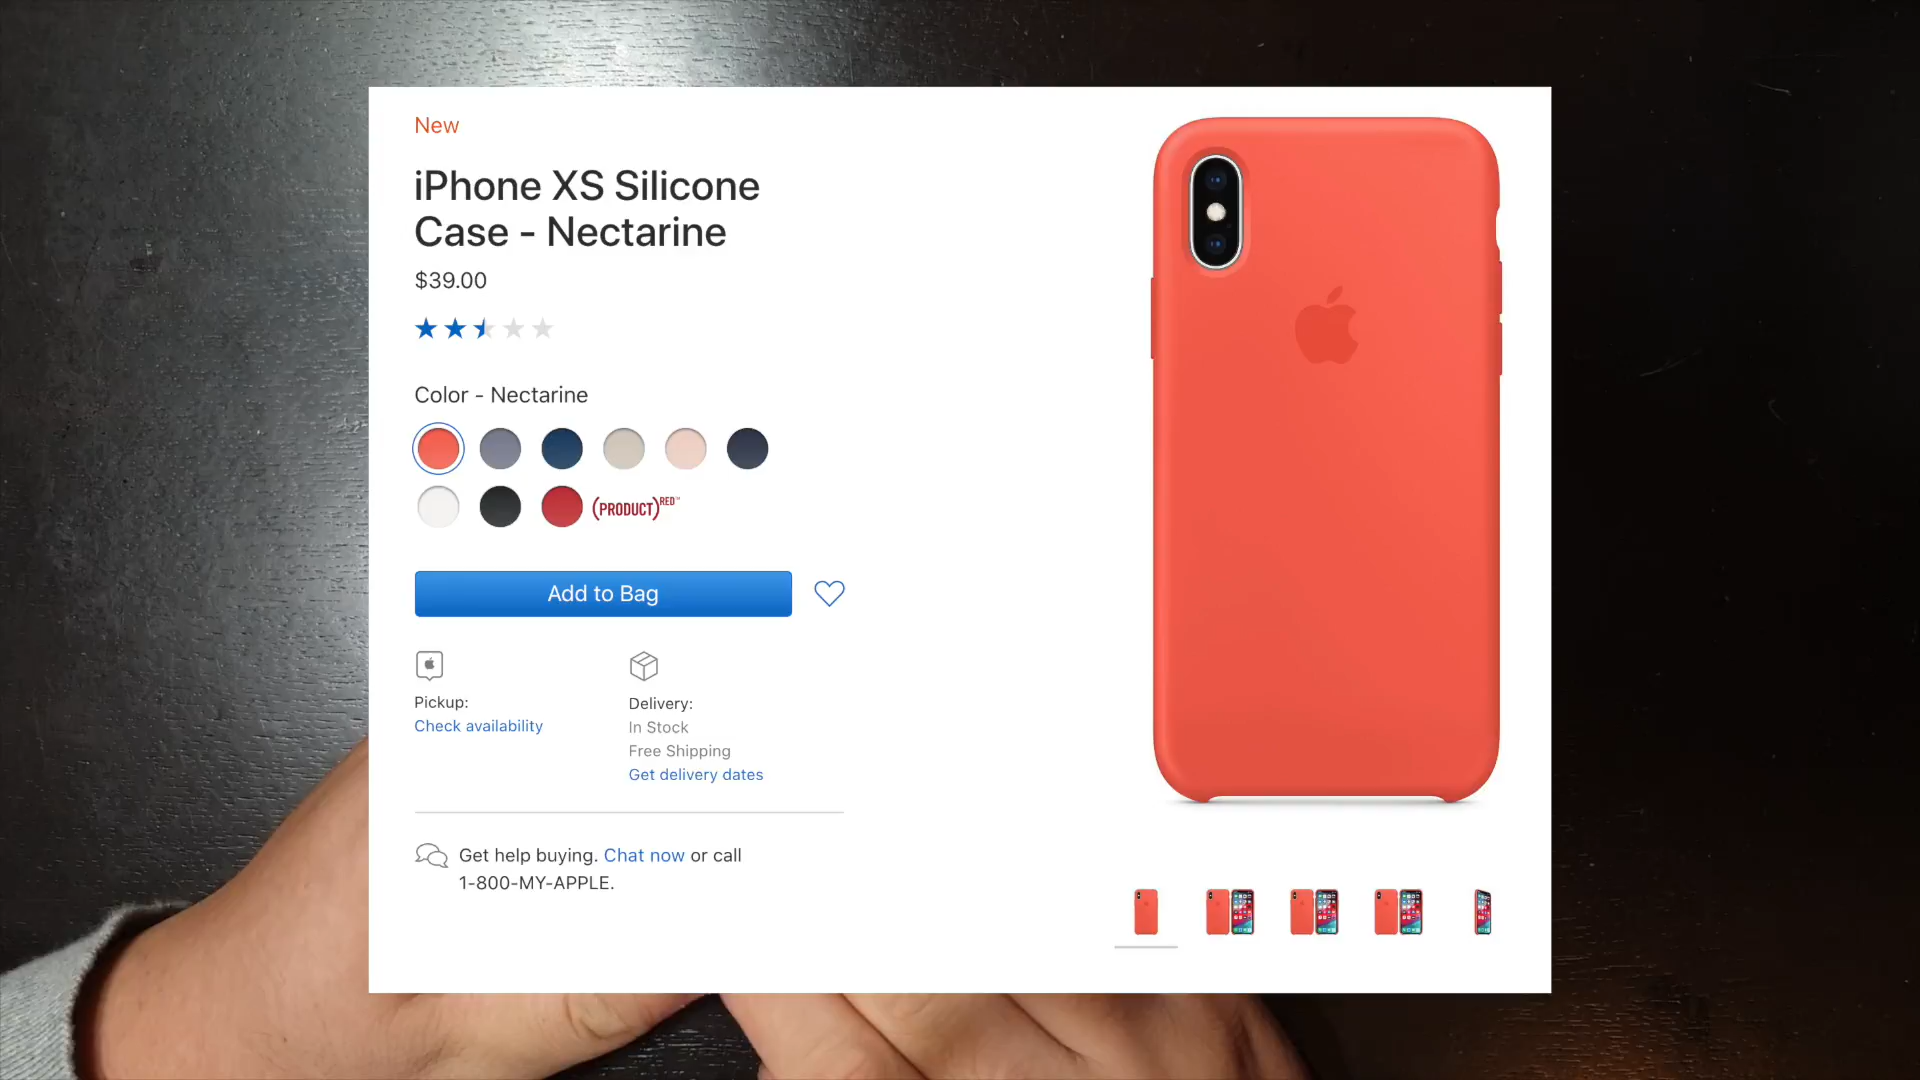 New
iPhone XS Silicone
Case - Nectarine
$39.00
Color - Nectarine
(PRODUCT)RED™
Add to Bag
Pickup:
Check availability
Delivery:
In Stock
Free Shipping
Get delivery dates
Get help buying. Chat now or call
1-800-MY-APPLE.